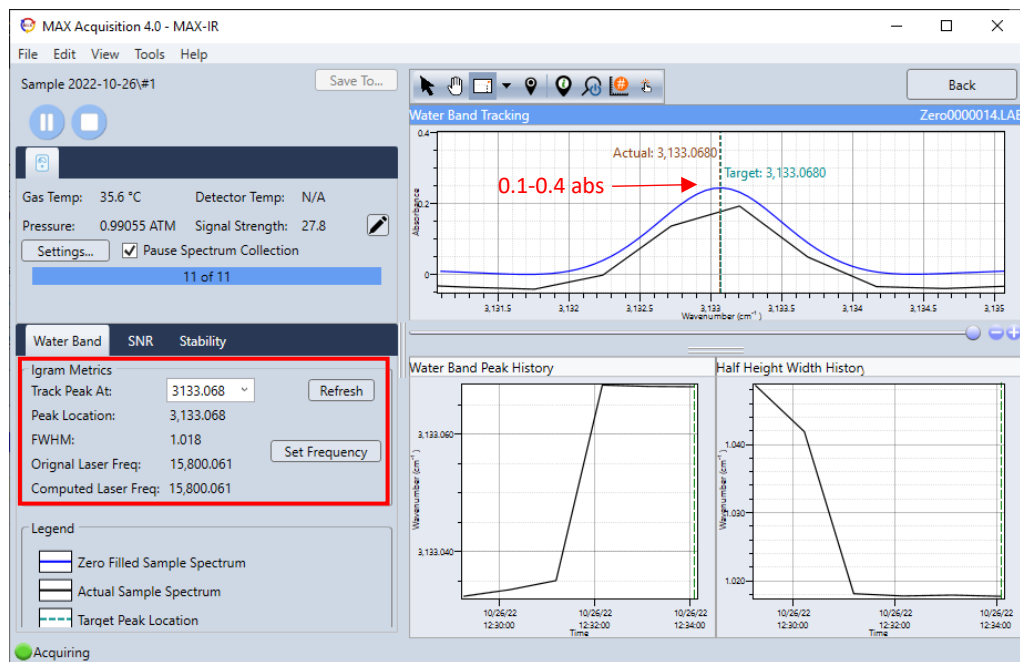 MAX Acquisition 4.0 - MAX-IR
File Edit View Tools Help
Sample 2022-10-26\#1
Save To...
Back
Water Band Tracking Zero0000014.LAB
Gas Temp: 35.6 °C Detector Temp: N/A
Pressure: 0.99055 ATM Signal Strength: 27.8
Settings... Pause Spectrum Collection
11 of 11
0.4
0.2
0
Absorbance
Actual: 3,133.0680
Target: 3,133.0680
0.1-0.4 abs
3,131.5 3,132 3,132.5 3,133 3,133.5 3,134 3,134.5 3,135
Wavenumber (cm⁻¹)
Water Band SNR Stability
Igram Metrics
Track Peak At: 3133.068 Refresh
Peak Location: 3,133.068
FWHM: 1.018
Set Frequency
Orignal Laser Freq: 15,800.061
Computed Laser Freq: 15,800.061
Legend
Zero Filled Sample Spectrum
Actual Sample Spectrum
Target Peak Location
Water Band Peak History
3,133.060
3,133.040
Wavenumber (cm⁻¹)
10/26/22 10/26/22 10/26/22
12:30:00 12:32:00 12:34:00
Time
Half Height Width History
1.040
1.030
1.020
Wavenumber (cm⁻¹)
10/26/22 10/26/22 10/26/22
12:30:00 12:32:00 12:34:00
Time
Acquiring